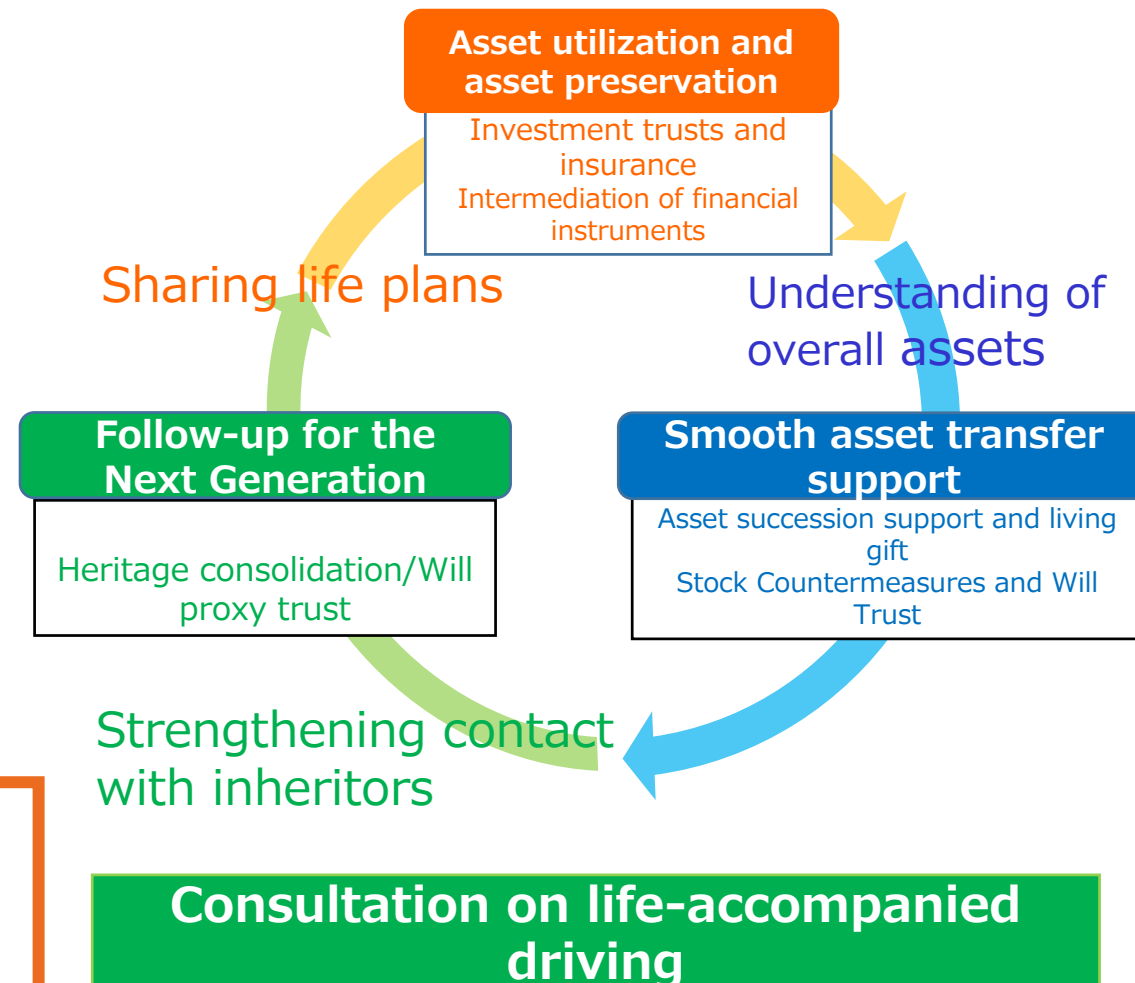 Asset utilization and
asset preservation
Investment trusts and
insurance
Intermediation of financial
instruments
Sharing life plans
Understanding of
overall assets
Follow-up for the
Next Generation
Heritage consolidation/Will
proxy trust
Smooth asset transfer
support
Asset succession support and living
gift
Stock Countermeasures and Will
Trust
Strengthening contact
with inheritors
Consultation on life-accompanied
driving